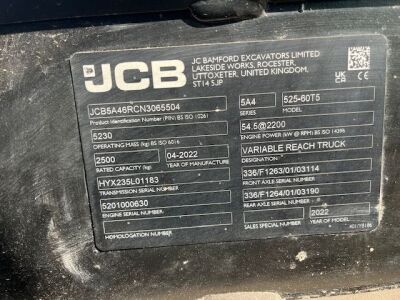 JCB
JC BAMFORD EXCAVATORS LIMITED
LAKESIDE WORKS, ROCESTER,
UTTOXETER, UNITED KINGDOM,
ST14 5JP
UK
CA
CE
JCB5A46RCN3065504
Product Identification Number (PIN) BS ISO 10261
5A4
SERIES
525-60T5
MODEL
5230
OPERATING MASS (kg) BS ISO 6016
54.5@2200
ENGINE POWER (kW @ RPM) BS ISO 14396
2500
RATED CAPACITY (kg)
04-2022
YEAR OF MANUFACTURE
VARIABLE REACH TRUCK
DESIGNATION:
HYX235L01183
TRANSMISSION SERIAL NUMBER
336/F1263/01/03114
FRONT AXLE SERIAL NUMBER
5201000630
ENGINE SERIAL NUMBER
336/F1264/01/03190
REAR AXLE SERIAL NUMBER
HOMOLOGATION NUMBER
SALES SPECIAL NUMBER
2022
YEAR OF MODEL